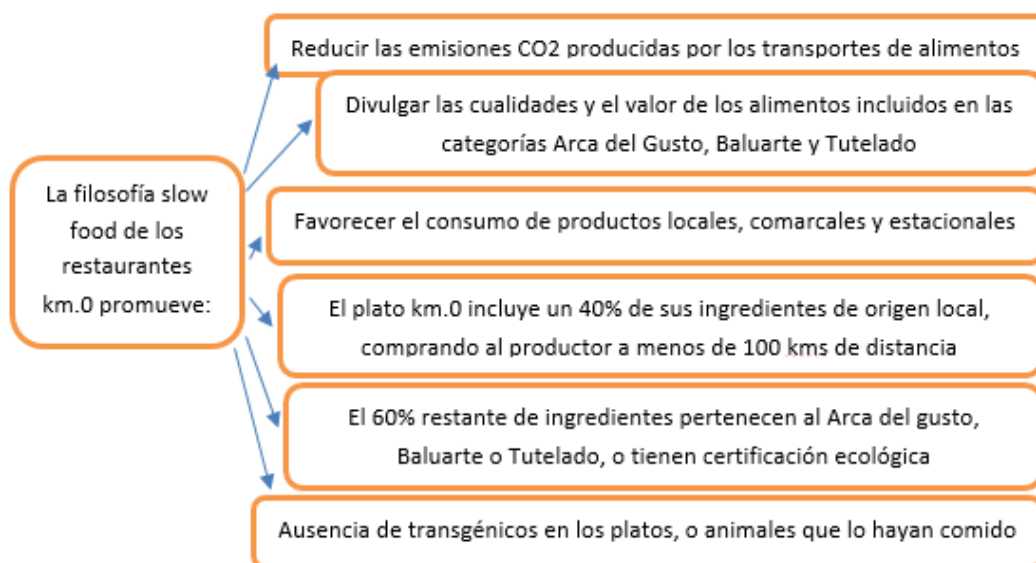 La filosofía slow
food de los
restaurantes
km.0 promueve:
Reducir las emisiones CO2 producidas por los transportes de alimentos
Divulgar las cualidades y el valor de los alimentos incluidos en las
categorías Arca del Gusto, Baluarte y Tutelado
Favorecer el consumo de productos locales, comarcales y estacionales
El plato km.0 incluye un 40% de sus ingredientes de origen local,
comprando al productor a menos de 100 kms de distancia
El 60% restante de ingredientes pertenecen al Arca del gusto,
Baluarte o Tutelado, o tienen certificación ecológica
Ausencia de transgénicos en los platos, o animales que lo hayan comido